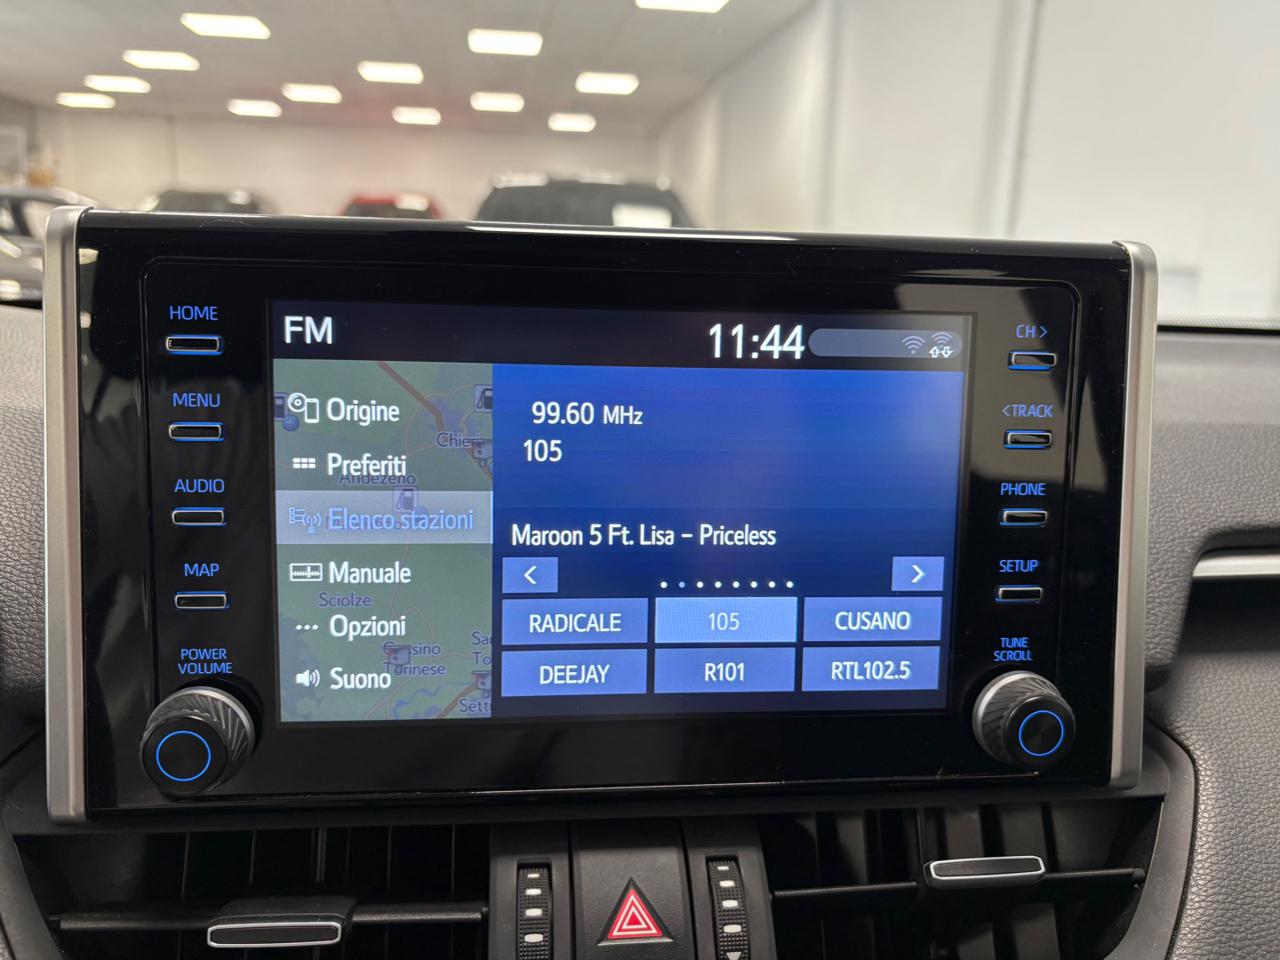 HOME
MENU
AUDIO
MAP
POWER
VOLUME
FM
11:44
Origine
Preferiti
Elenco stazioni
Manuale
Opzioni
Suono
Andezeno
Sciolze
99.60 MHz
105
Maroon 5 Ft. Lisa – Priceless
<
>
RADICALE
105
CUSANO
DEEJAY
R101
RTL102.5
CH >
<TRACK
PHONE
SETUP
TUNE
SCROLL